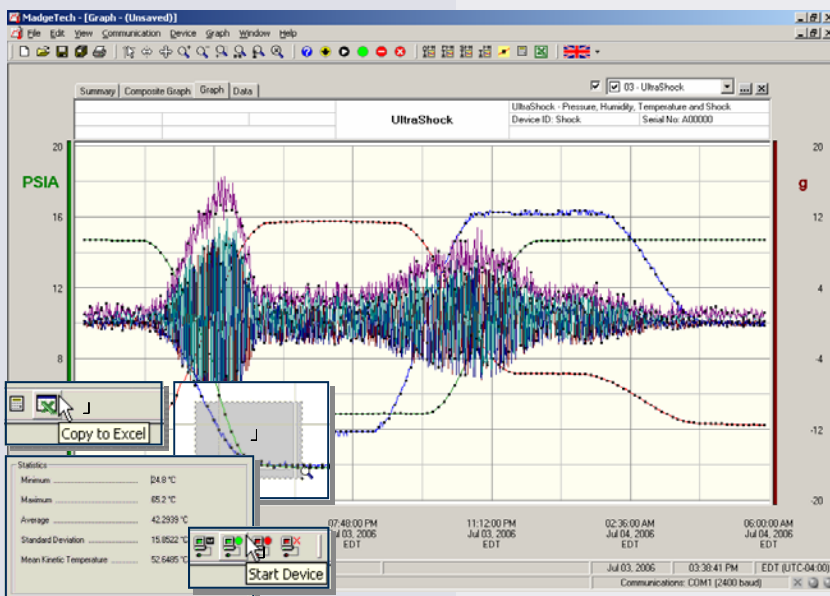 MadgeTech - [Graph - (Unsaved)]
File Edit View Communication Device Graph Window Help
Summary Composite Graph Graph Data
03 - UltraShock
UltraShock
UltraShock - Pressure, Humidity, Temperature and Shock
Device ID: Shock
Serial No: A00000
20 20
PSIA g
16 12
12 4
8 -4
-12
-20
Copy to Excel
Statistics
Minimum 24.8 °C
Maximum 65.2 °C
Average 42.2939 °C
Standard Deviation 15.8522 °C
Mean Kinetic Temperature 52.6485 °C
Start Device
07:48:00 PM 11:12:00 PM 02:36:00 AM 06:00:00 AM
Jul 03, 2006 Jul 03, 2006 Jul 04, 2006 Jul 04, 2006
EDT EDT EDT EDT
Jul 03, 2006 03:38:41 PM EDT (UTC-04:00)
Communications: COM1 (2400 baud)